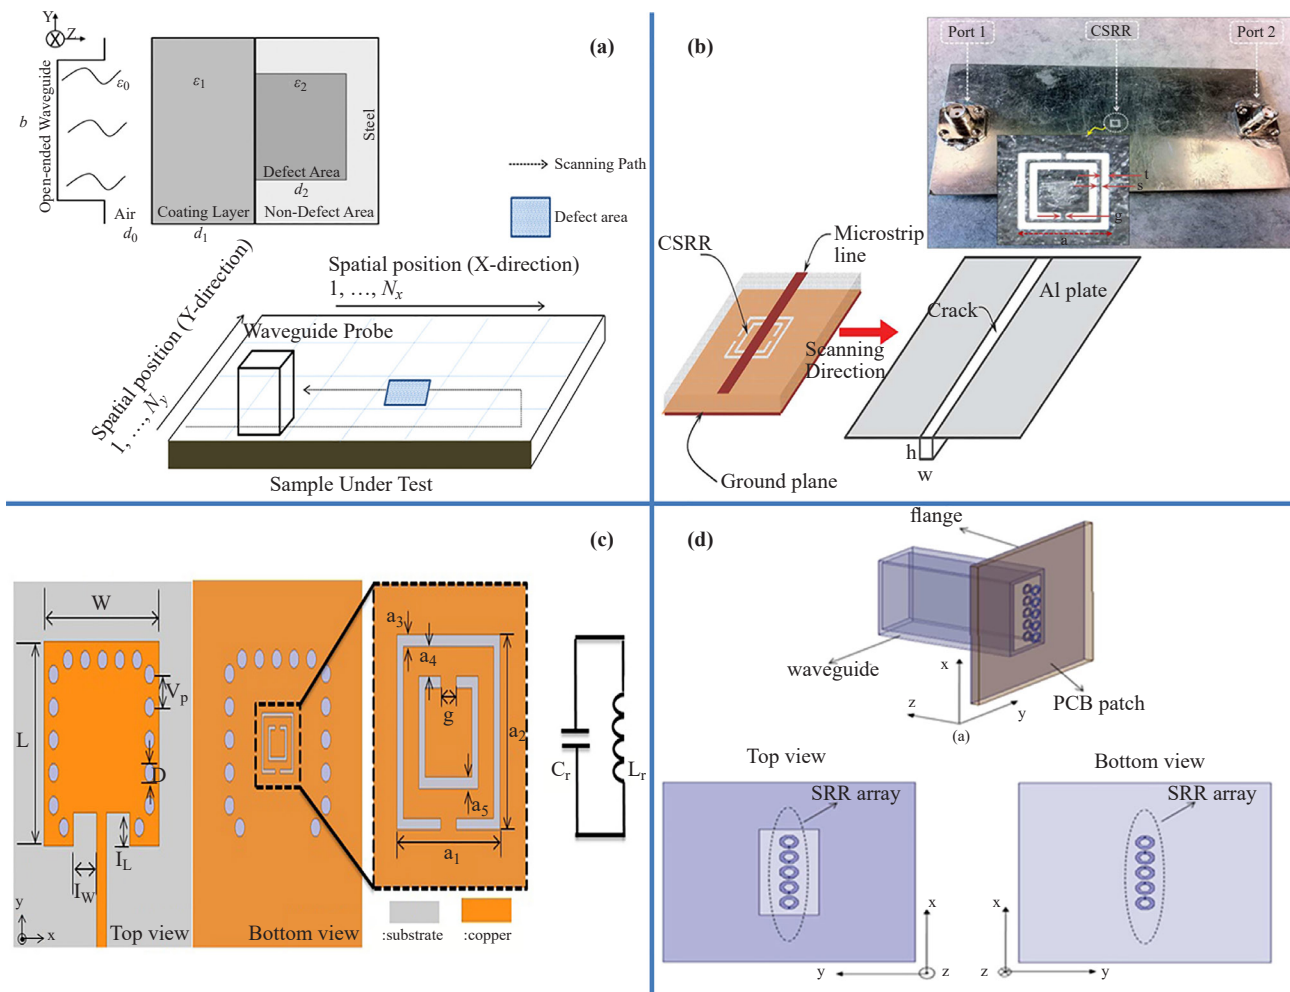 (a)
Y
Z
X
Open-ended Waveguide
b
ε0
ε1
ε2
Steel
Defect Area
d2
Coating Layer
Non-Defect Area
Air
d0
d1
Scanning Path
Defect area
Spatial position (X-direction)
1, …, Nx
Spatial position (Y-direction)
1, …, Ny
Waveguide Probe
Sample Under Test
(b)
Port 1
CSRR
Port 2
t
s
g
a
CSRR
Microstrip
line
Scanning
Direction
Ground plane
Crack
Al plate
h
w
(c)
W
L
Vp
D
IL
IW
y
x
Top view
Bottom view
a3
a4
g
a2
a5
a1
:substrate
:copper
Cr
Lr
(d)
flange
waveguide
PCB patch
x
z
y
(a)
Top view
SRR array
x
y
z
Bottom view
SRR array
x
z
y